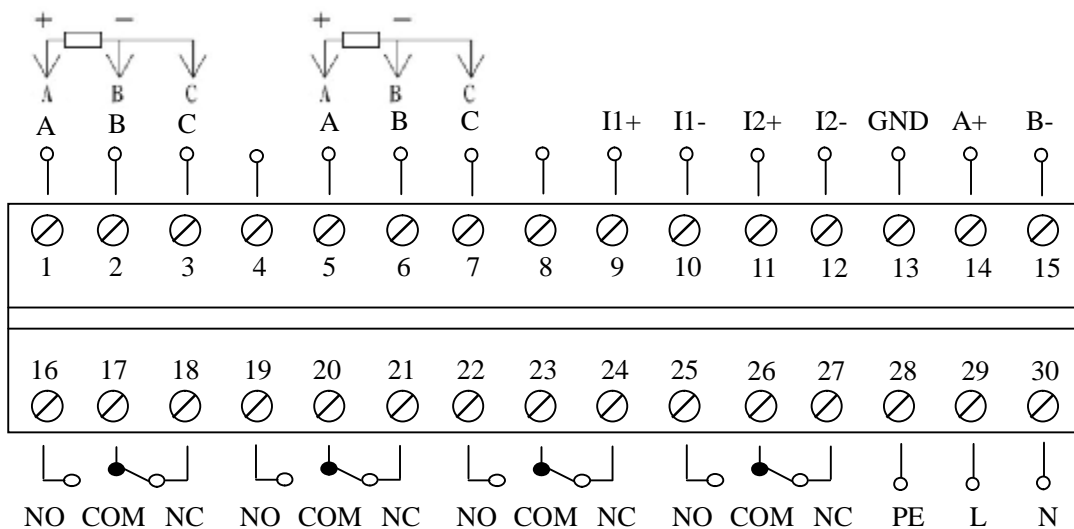 + − + −
A B C A B C
A B C A B C I1+ I1- I2+ I2- GND A+ B-
1 2 3 4 5 6 7 8 9 10 11 12 13 14 15
16 17 18 19 20 21 22 23 24 25 26 27 28 29 30
NO COM NC NO COM NC NO COM NC NO COM NC PE L N